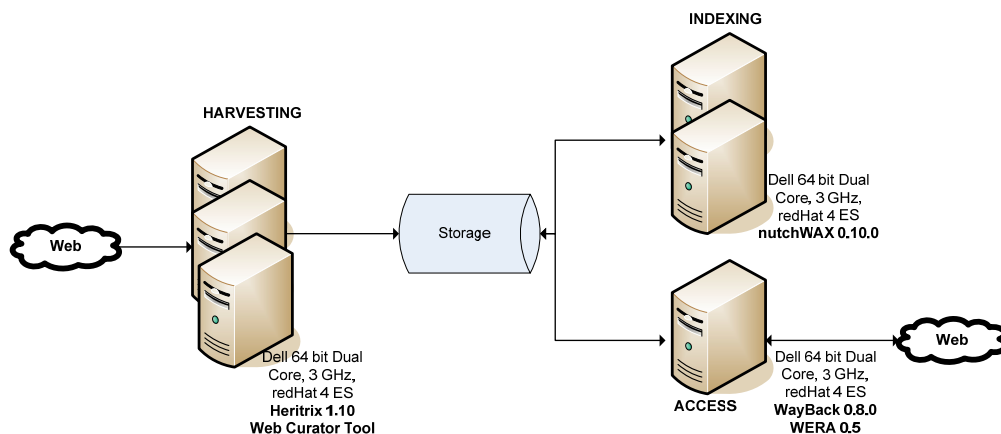 HARVESTING
Web
Dell 64 bit Dual
Core, 3 GHz,
redHat 4 ES
Heritrix 1.10
Web Curator Tool
Storage
INDEXING
Dell 64 bit Dual
Core, 3 GHz,
redHat 4 ES
nutchWAX 0.10.0
ACCESS
Dell 64 bit Dual
Core, 3 GHz,
redHat 4 ES
WayBack 0.8.0
WERA 0.5
Web